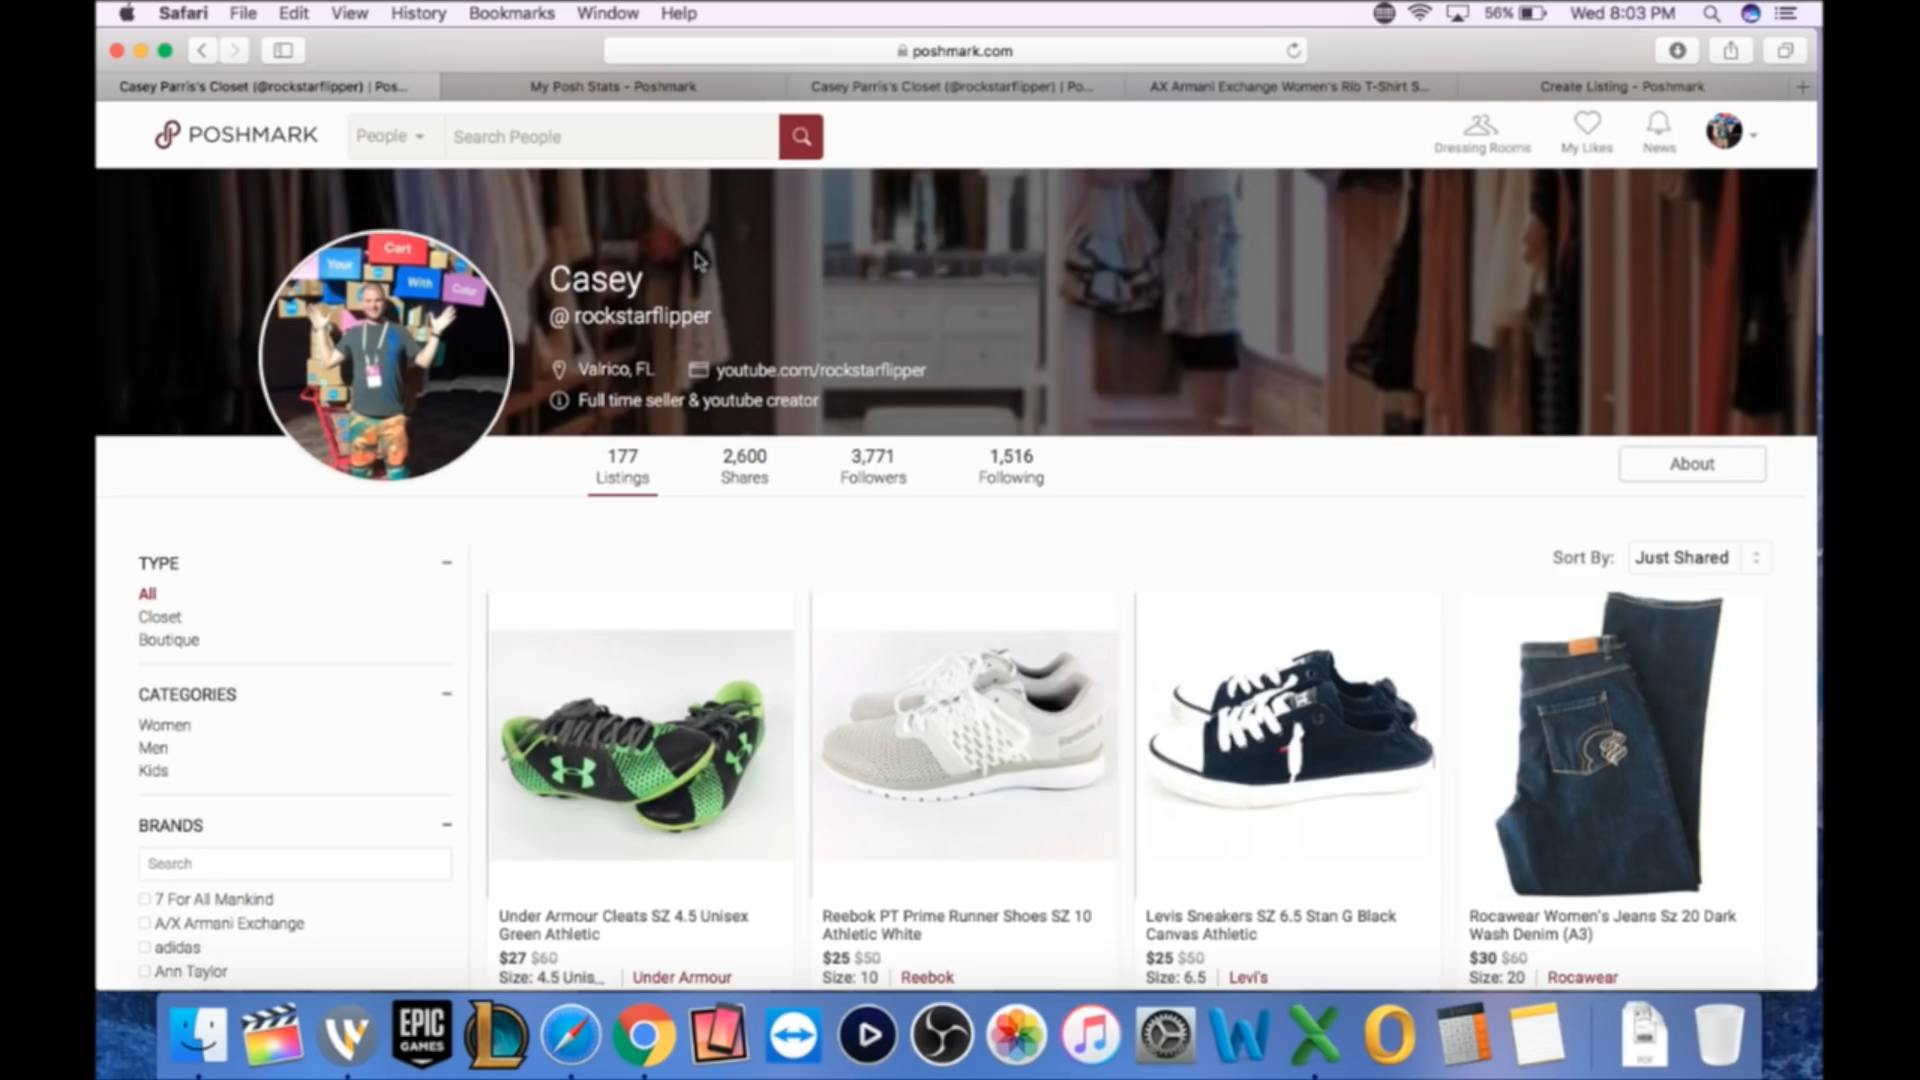 Safari File Edit View History Bookmarks Window Help 56% Wed 8:03 PM
poshmark.com
Casey Parris's Closet (@rockstarflipper) | Pos... My Posh Stats - Poshmark Casey Parris's Closet (@rockstarflipper) | Po... AX Armani Exchange Women's Rib T-Shirt S... Create Listing - Poshmark
POSHMARK People Search People Dressing Rooms My Likes News
Cart
Your
With
Color
Casey
@rockstarflipper
Valrico, FL youtube.com/rockstarflipper
Full time seller & youtube creator
177 2,600 3,771 1,516
Listings Shares Followers Following
About
Sort By: Just Shared
TYPE
All
Closet
Boutique
CATEGORIES
Women
Men
Kids
BRANDS
Search
7 For All Mankind
A/X Armani Exchange
adidas
Ann Taylor
Under Armour Cleats SZ 4.5 Unisex
Green Athletic
$27 $60
Size: 4.5 Unis... Under Armour
Reebok PT Prime Runner Shoes SZ 10
Athletic White
$25 $50
Size: 10 Reebok
Levis Sneakers SZ 6.5 Stan G Black
Canvas Athletic
$25 $50
Size: 6.5 Levi's
Rocawear Women's Jeans Sz 20 Dark
Wash Denim (A3)
$30 $60
Size: 20 Rocawear
EPIC
GAMES
PDF